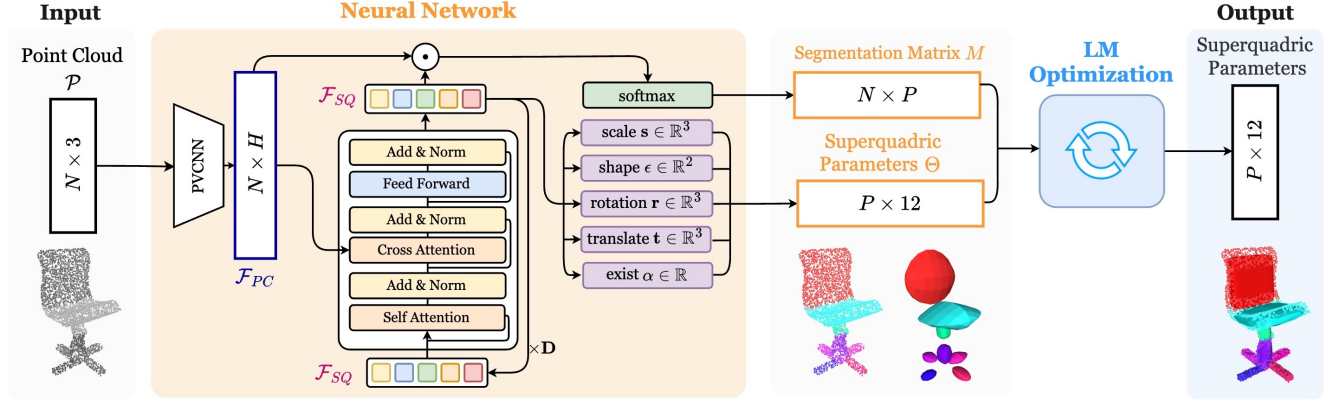 Input
Neural Network
Output
Point Cloud
𝒫
N × 3
PVCNN
N × H
ℱ_PC
ℱ_SQ
Add & Norm
Feed Forward
Add & Norm
Cross Attention
Add & Norm
Self Attention
×D
ℱ_SQ
softmax
scale s ∈ ℝ³
shape ϵ ∈ ℝ²
rotation r ∈ ℝ³
translate t ∈ ℝ³
exist α ∈ ℝ
Segmentation Matrix M
N × P
Superquadric
Parameters Θ
P × 12
LM
Optimization
Superquadric
Parameters
P × 12